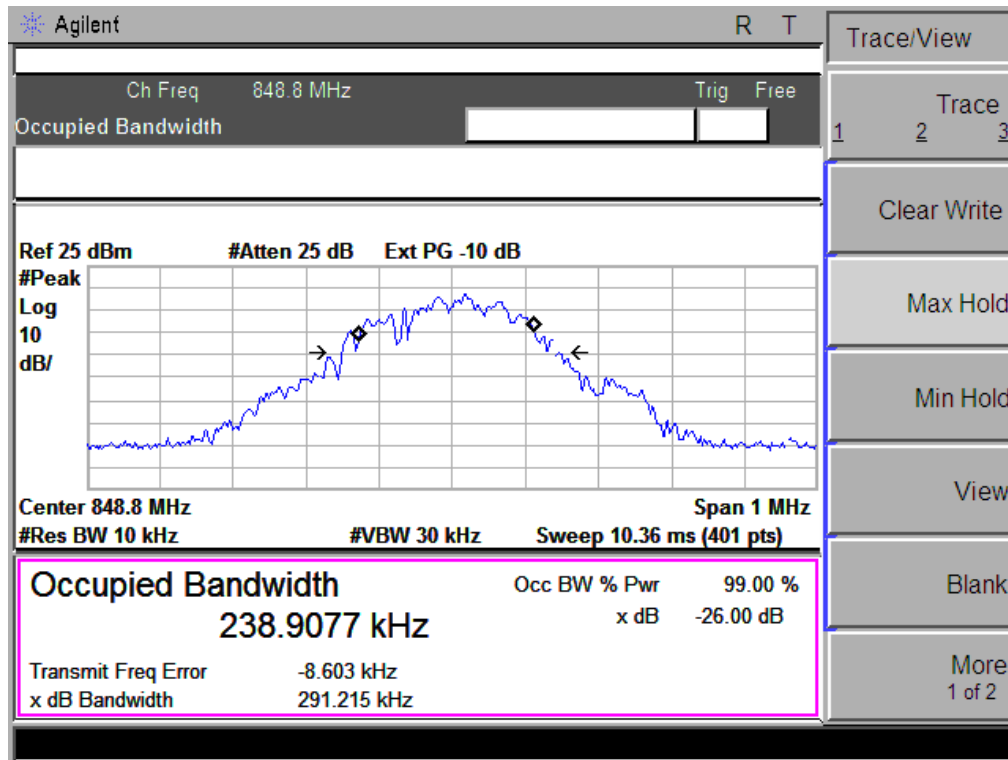 Agilent R T
Trace/View
Ch Freq 848.8 MHz Trig Free
Occupied Bandwidth
Trace
1 2 3
Clear Write
Max Hold
Min Hold
View
Blank
More
1 of 2
Ref 25 dBm #Atten 25 dB Ext PG -10 dB
#Peak
Log
10
dB/
Center 848.8 MHz Span 1 MHz
#Res BW 10 kHz #VBW 30 kHz Sweep 10.36 ms (401 pts)
Occupied Bandwidth Occ BW % Pwr 99.00 %
238.9077 kHz x dB -26.00 dB
Transmit Freq Error -8.603 kHz
x dB Bandwidth 291.215 kHz